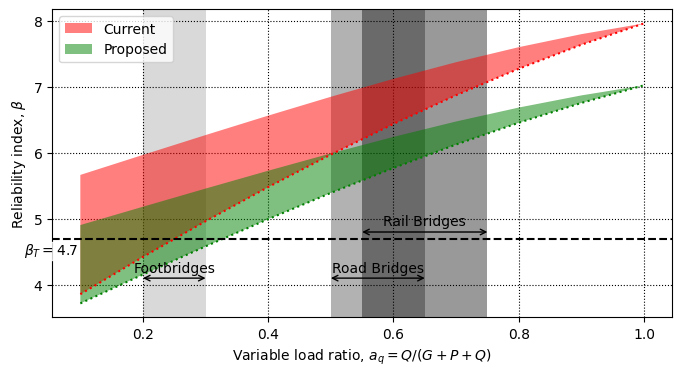 Current
Proposed
8
7
6
5
4
Reliability index, β
β_T = 4.7
Rail Bridges
Footbridges
Road Bridges
0.2
0.4
0.6
0.8
1.0
Variable load ratio, a_q = Q/(G + P + Q)